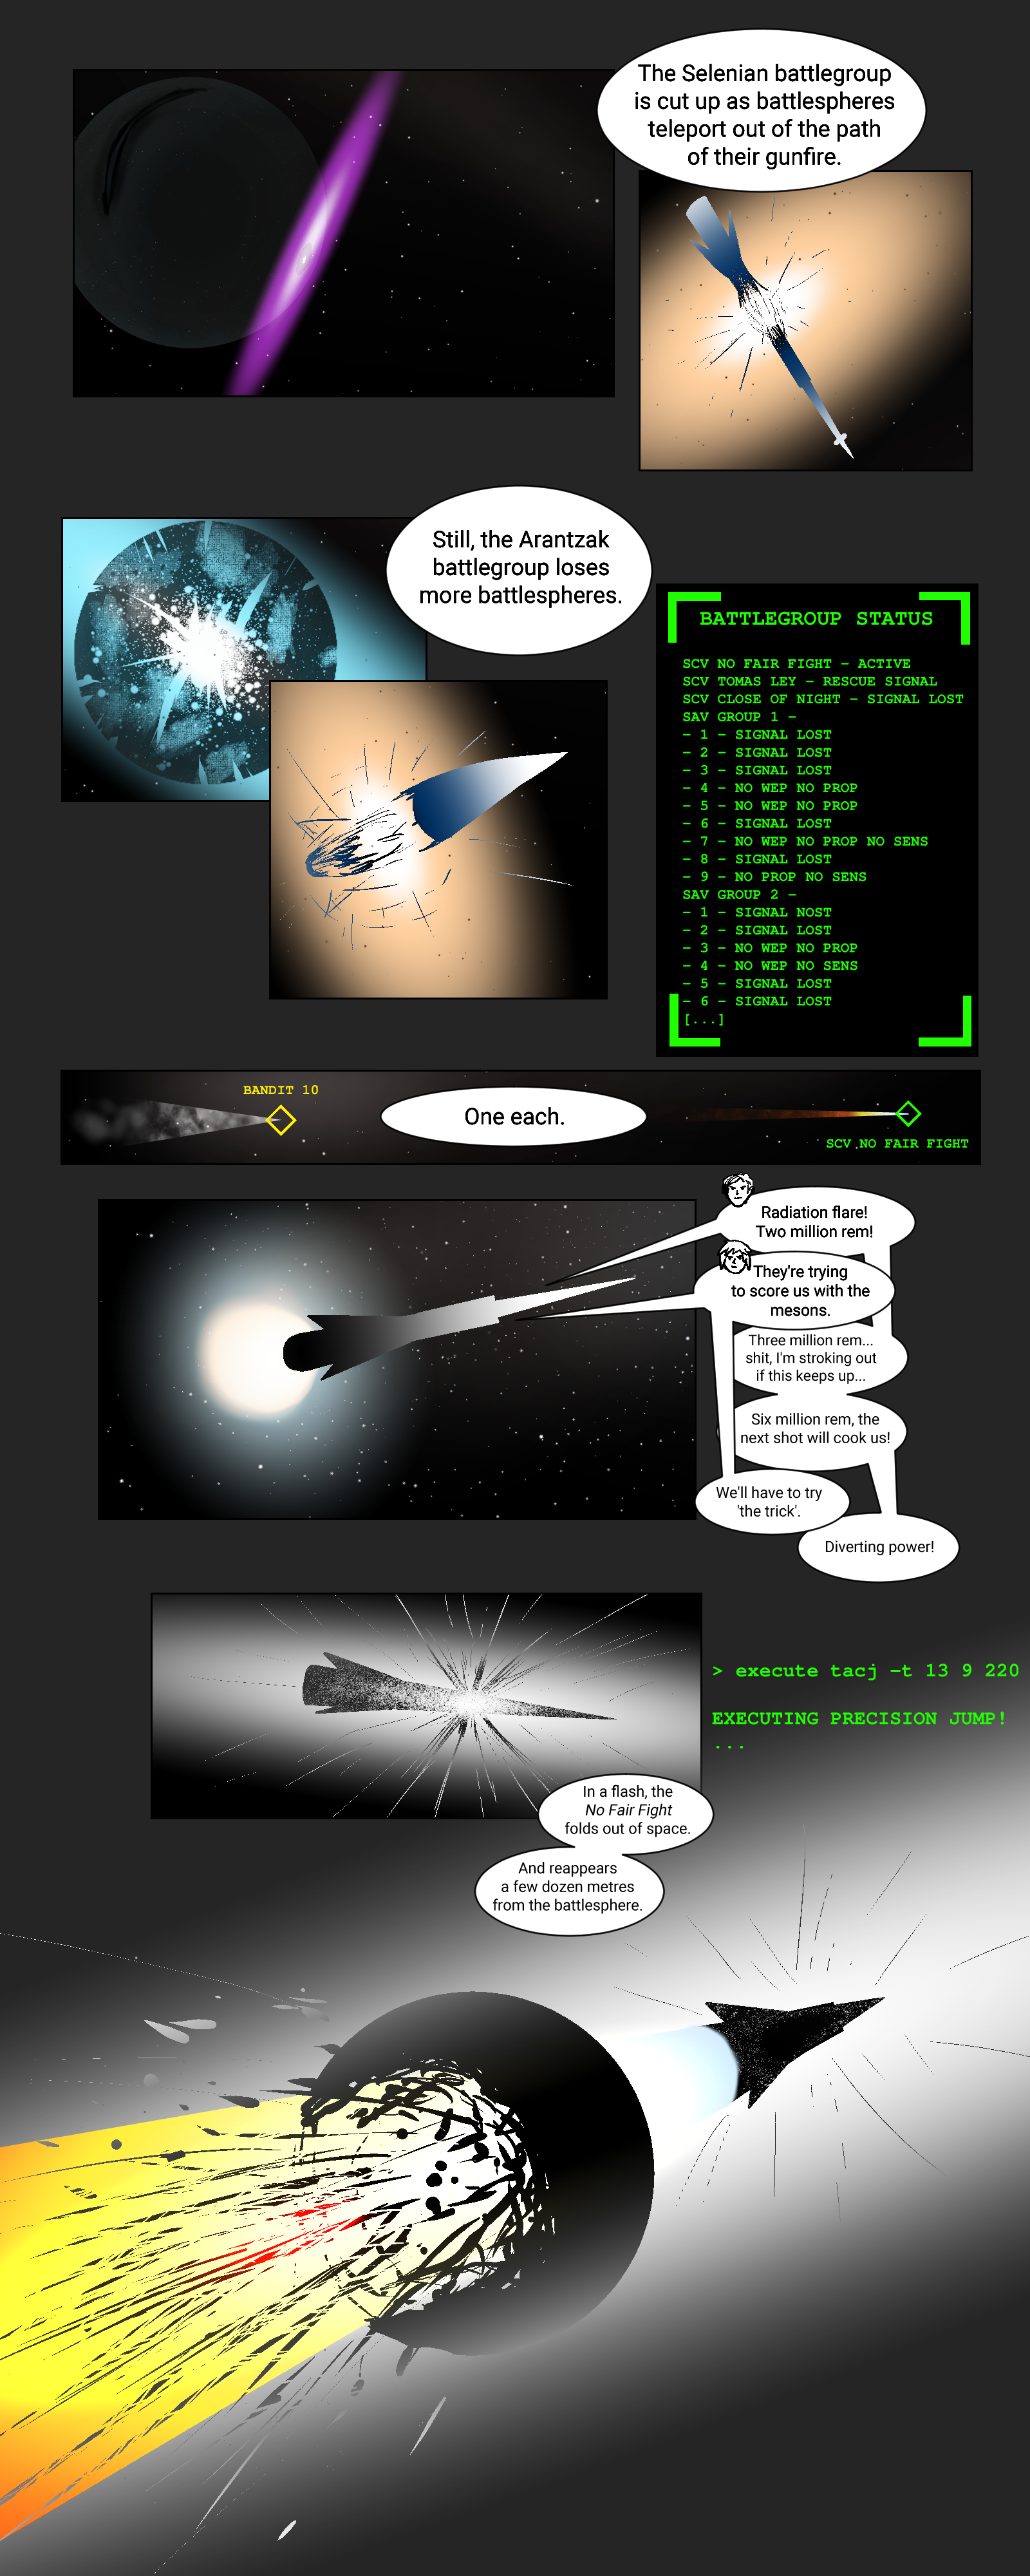 The Selenian battlegroup
is cut up as battlespheres
teleport out of the path
of their gunfire.
Still, the Arantzak
battlegroup loses
more battlespheres.
BATTLEGROUP STATUS
SCV NO FAIR FIGHT - ACTIVE
SCV TOMAS LEY - RESCUE SIGNAL
SCV CLOSE OF NIGHT - SIGNAL LOST
SAV GROUP 1 -
- 1 - SIGNAL LOST
- 2 - SIGNAL LOST
- 3 - SIGNAL LOST
- 4 - NO WEP NO PROP
- 5 - NO WEP NO PROP
- 6 - SIGNAL LOST
- 7 - NO WEP NO PROP NO SENS
- 8 - SIGNAL LOST
- 9 - NO PROP NO SENS
SAV GROUP 2 -
- 1 - SIGNAL NOST
- 2 - SIGNAL LOST
- 3 - NO WEP NO PROP
- 4 - NO WEP NO SENS
- 5 - SIGNAL LOST
- 6 - SIGNAL LOST
[...]
BANDIT 10
One each.
SCV NO FAIR FIGHT
Radiation flare!
Two million rem!
They're trying
to score us with the
mesons.
Three million rem...
shit, I'm stroking out
if this keeps up...
Six million rem, the
next shot will cook us!
We'll have to try
'the trick'.
Diverting power!
> execute tacj -t 13 9 220
EXECUTING PRECISION JUMP!
...
In a flash, the
No Fair Fight
folds out of space.
And reappears
a few dozen metres
from the battlesphere.